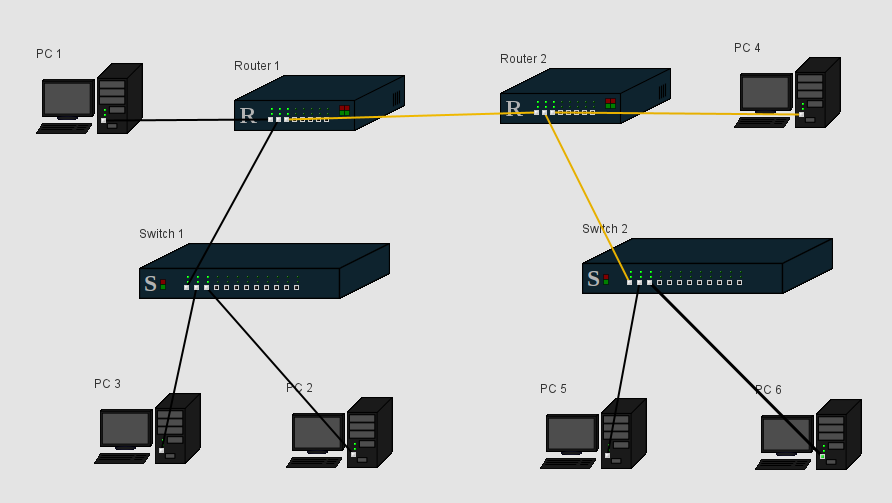 PC 1
Router 1
Router 2
PC 4
R
R
Switch 1
Switch 2
S
S
PC 3
PC 2
PC 5
PC 6